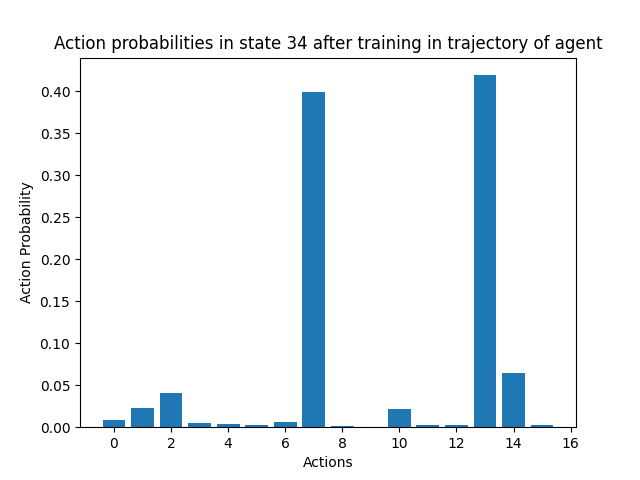 Action probabilities in state 34 after training in trajectory of agent
0.40
0.35
0.30
0.25
0.20
0.15
0.10
0.05
0.00
Action Probability
0 2 4 6 8 10 12 14 16
Actions